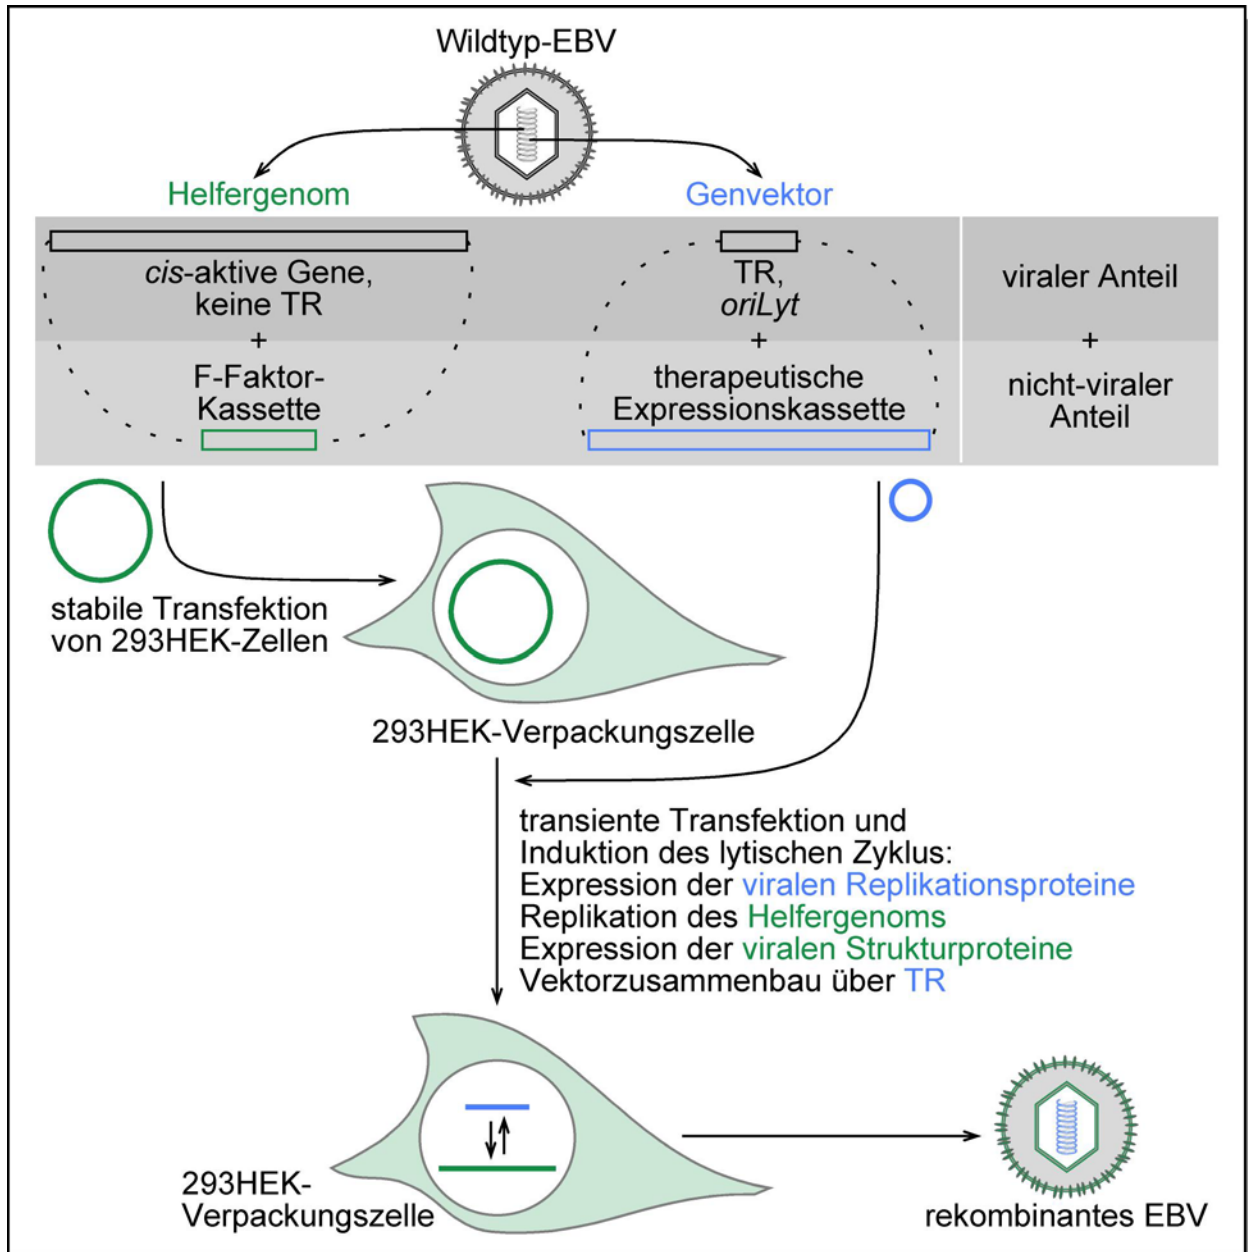 Wildtyp-EBV
Helfergenom
Genvektor
cis-aktive Gene,
keine TR
+
F-Faktor-
Kassette
TR,
oriLyt
+
therapeutische
Expressionskassette
viraler Anteil
+
nicht-viraler
Anteil
stabile Transfektion
von 293HEK-Zellen
293HEK-Verpackungszelle
transiente Transfektion und
Induktion des lytischen Zyklus:
Expression der viralen Replikationsproteine
Replikation des Helfergenoms
Expression der viralen Strukturproteine
Vektorzusammenbau über TR
293HEK-
Verpackungszelle
rekombinantes EBV